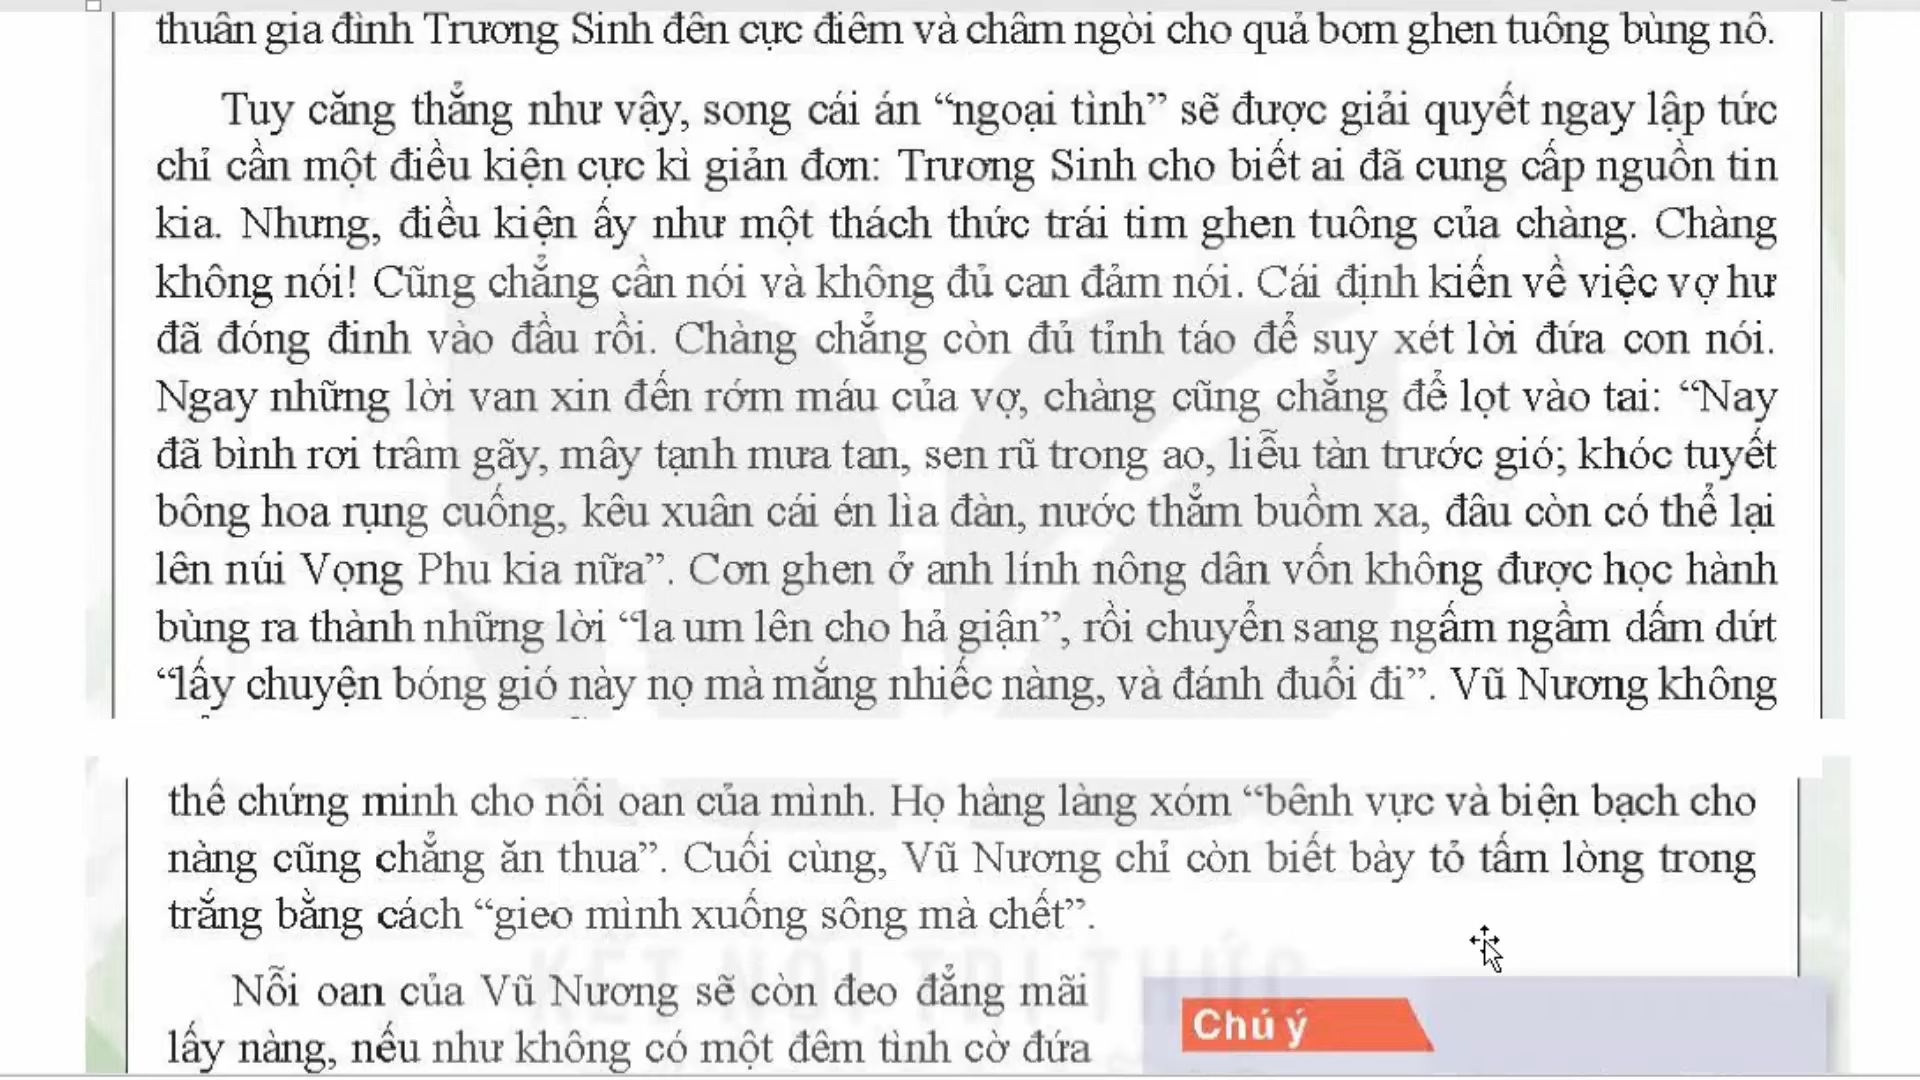 thuẫn gia đình Trương Sinh đến cực điểm và châm ngòi cho quả bom ghen tuông bùng nổ.
Tuy căng thẳng như vậy, song cái án “ngoại tình” sẽ được giải quyết ngay lập tức
chỉ cần một điều kiện cực kì giản đơn: Trương Sinh cho biết ai đã cung cấp nguồn tin
kia. Nhưng, điều kiện ấy như một thách thức trái tim ghen tuông của chàng. Chàng
không nói! Cũng chẳng cần nói và không đủ can đảm nói. Cái định kiến về việc vợ hư
đã đóng đinh vào đầu rồi. Chàng chẳng còn đủ tỉnh táo để suy xét lời đứa con nói.
Ngay những lời van xin đến rớm máu của vợ, chàng cũng chẳng để lọt vào tai: “Nay
đã bình rơi trâm gãy, mây tạnh mưa tan, sen rũ trong ao, liễu tàn trước gió; khóc tuyết
bông hoa rụng cuống, kêu xuân cái én lìa đàn, nước thẳm buồm xa, đâu còn có thể lại
lên núi Vọng Phu kia nữa”. Cơn ghen ở anh lính nông dân vốn không được học hành
bùng ra thành những lời “la um lên cho hả giận”, rồi chuyển sang ngấm ngầm dấm dứt
“lấy chuyện bóng gió này nọ mà mắng nhiếc nàng, và đánh đuổi đi”. Vũ Nương không
thể chứng minh cho nỗi oan của mình. Họ hàng làng xóm “bênh vực và biện bạch cho
nàng cũng chẳng ăn thua”. Cuối cùng, Vũ Nương chỉ còn biết bày tỏ tấm lòng trong
trắng bằng cách “gieo mình xuống sông mà chết”.
KẾT NỐI TRI THỨC
Nỗi oan của Vũ Nương sẽ còn đeo đẳng mãi
lấy nàng, nếu như không có một đêm tình cờ đứa
Chú ý